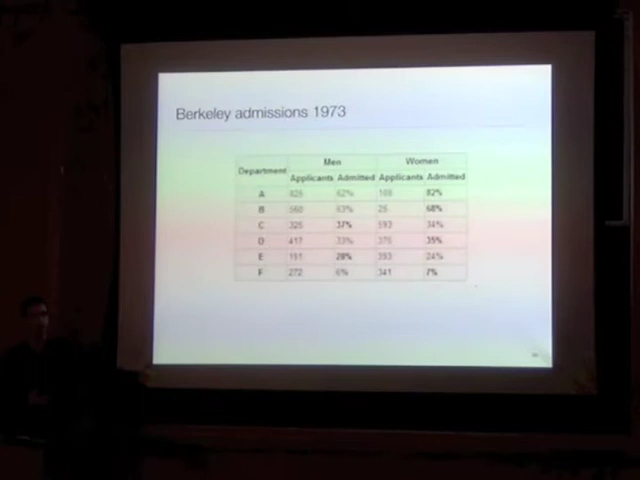 Berkeley admissions 1973
Men Women
Department Applicants Admitted Applicants Admitted
A 825 62% 108 82%
B 560 63% 25 68%
C 325 37% 593 34%
D 417 33% 375 35%
E 191 28% 393 24%
F 272 6% 341 7%